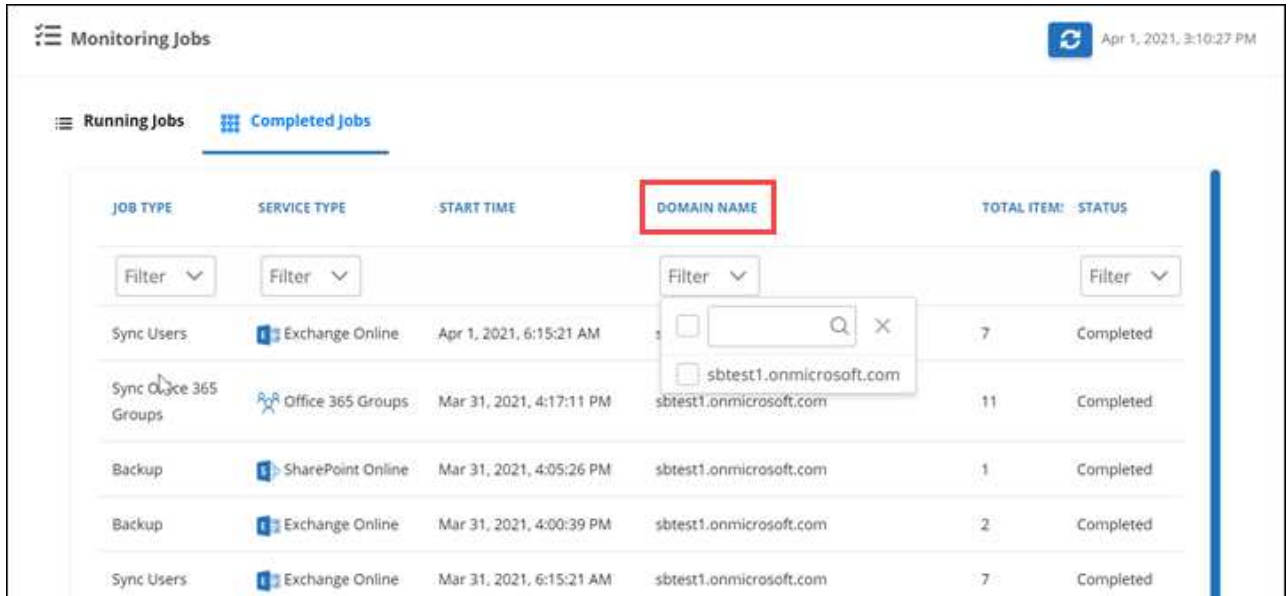 Monitoring Jobs
Apr 1, 2021, 3:10:27 PM
Running Jobs Completed Jobs
JOB TYPE SERVICE TYPE START TIME DOMAIN NAME TOTAL ITEM: STATUS
Filter Filter Filter Filter
Sync Users Exchange Online Apr 1, 2021, 6:15:21 AM 7 Completed
sbtest1.onmicrosoft.com
Sync Office 365
Groups
Office 365 Groups Mar 31, 2021, 4:17:11 PM sbtest1.onmicrosoft.com 11 Completed
Backup SharePoint Online Mar 31, 2021, 4:05:26 PM sbtest1.onmicrosoft.com 1 Completed
Backup Exchange Online Mar 31, 2021, 4:00:39 PM sbtest1.onmicrosoft.com 2 Completed
Sync Users Exchange Online Mar 31, 2021, 6:15:21 AM sbtest1.onmicrosoft.com 7 Completed